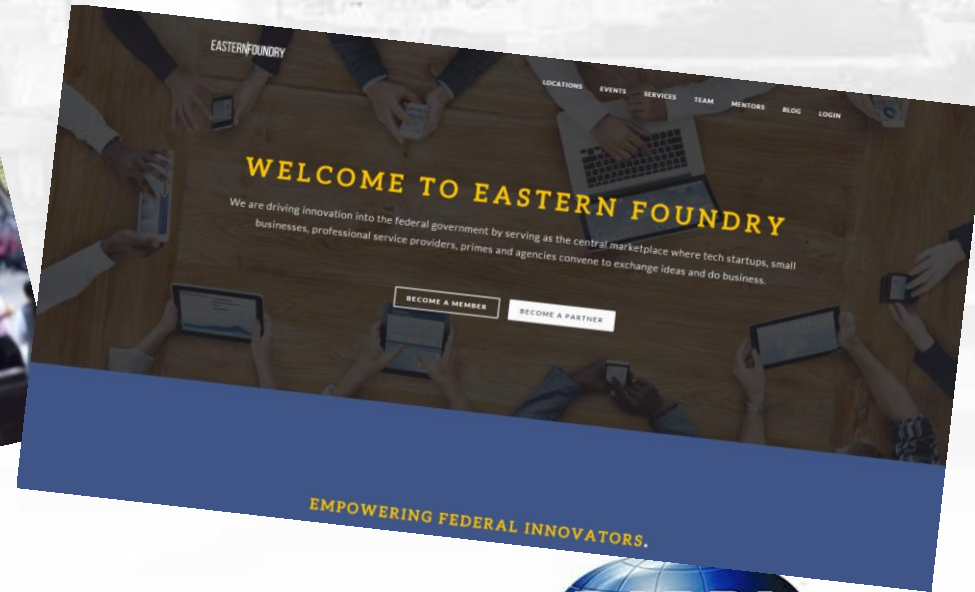 EASTERNFOUNDRY
LOCATIONS EVENTS SERVICES TEAM MENTORS BLOG LOGIN
WELCOME TO EASTERN FOUNDRY
We are driving innovation into the federal government by serving as the central marketplace where tech startups, small
businesses, professional service providers, primes and agencies convene to exchange ideas and do business.
BECOME A MEMBER BECOME A PARTNER
EMPOWERING FEDERAL INNOVATORS.